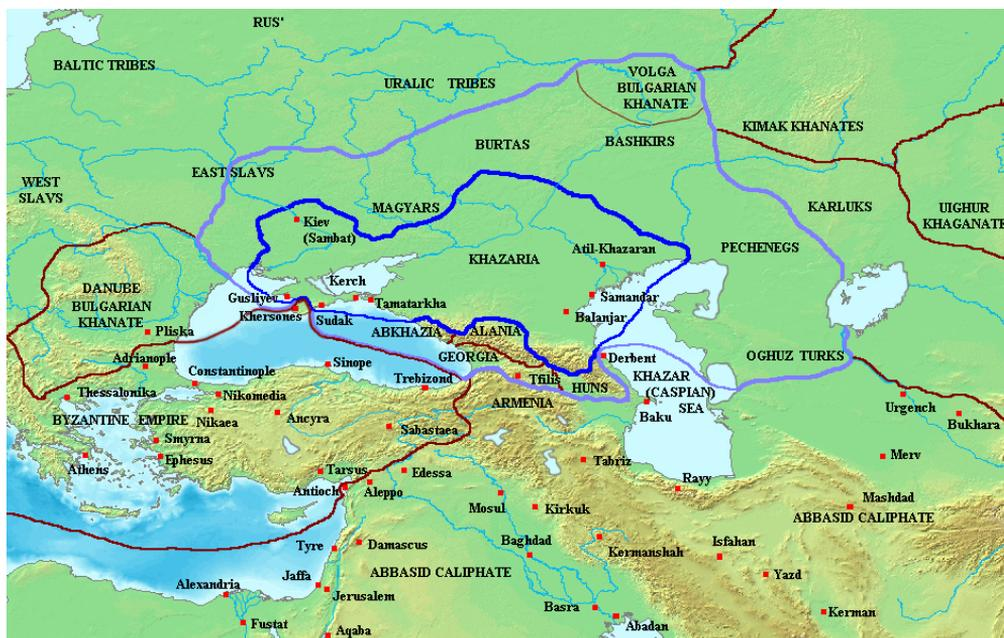 RUS'
BALTIC TRIBES
URALIC TRIBES
VOLGA
BULGARIAN
KHANATE
KIMAK KHANATES
BURTAS
BASHKIRS
EAST SLAVS
WEST
SLAVS
MAGYARS
KARLUKS
UIGHUR
KHAGANATE
Kiev
(Sambat)
PECHENEGS
Atil-Khazaran
KHAZARIA
DANUBE
BULGARIAN
KHANATE
Kerch
Gusliyev
Khersones
Sudak
Tamatarkha
Samandar
Balanjar
Pliska
ABKHAZIA
ALANIA
Adrianople
GEORGIA
Derbent
OGHUZ TURKS
Constantinople
Sinope
Trebizond
Tfilis
HUNS
KHAZAR
(CASPIAN)
SEA
Thessalonika
Nikomedia
ARMENIA
Baku
Urgench
Bukhara
BYZANTINE EMPIRE
Nikaea
Ancyra
Sabastaea
Smyrna
Ephesus
Athens
Tarsus
Edessa
Tabriz
Merv
Antioch
Aleppo
Rayy
Mashdad
Mosul
Kirkuk
ABBASID CALIPHATE
Tyre
Damascus
Baghdad
Kermanshah
Isfahan
ABBASID CALIPHATE
Yazd
Alexandria
Jaffa
Jerusalem
Basra
Abadan
Kerman
Fustat
Aqaba